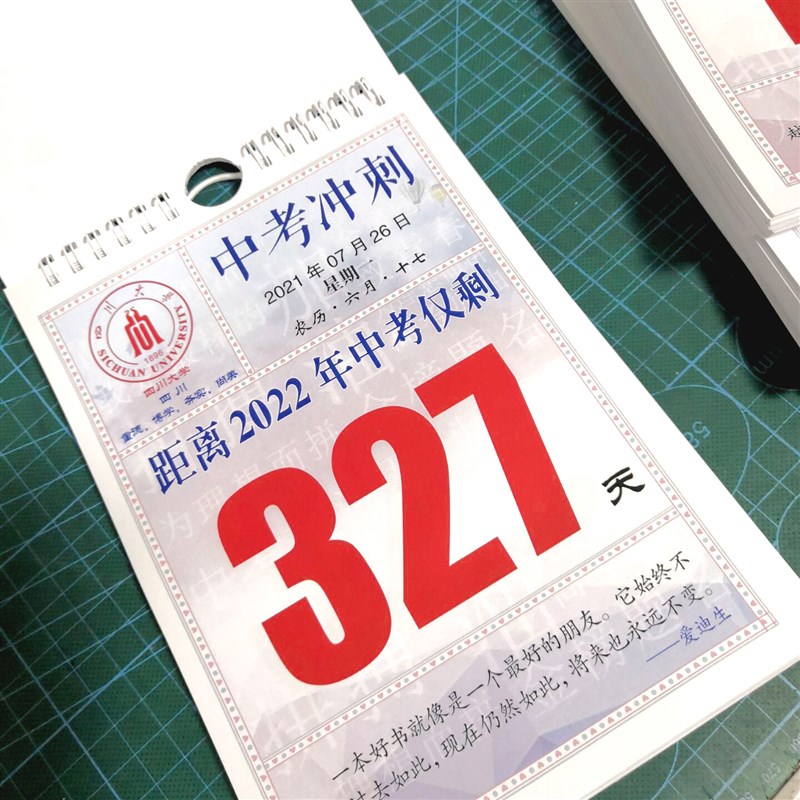 中考冲刺
2021年07月26日
星期一
农历·六月·十七
四川大学
1896
SICHUAN UNIVERSITY
四川大学
四川
距离2022年中考仅剩
327
天
一本好书就像是一个最好的朋友。它始终不
过去如此,现在仍然如此,将来也永远不变。
——爱迪生